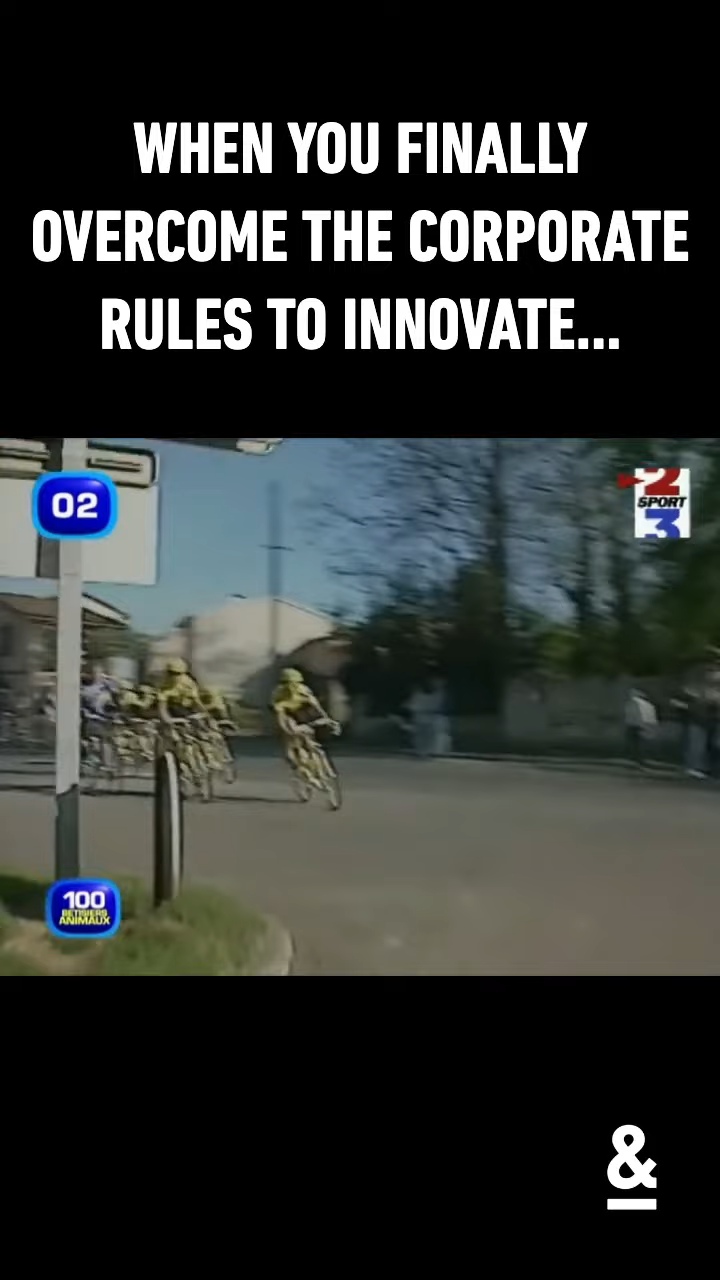 WHEN YOU FINALLY
OVERCOME THE CORPORATE
RULES TO INNOVATE...
02
2
SPORT
3
100
BETISIERS
ANIMAUX
&